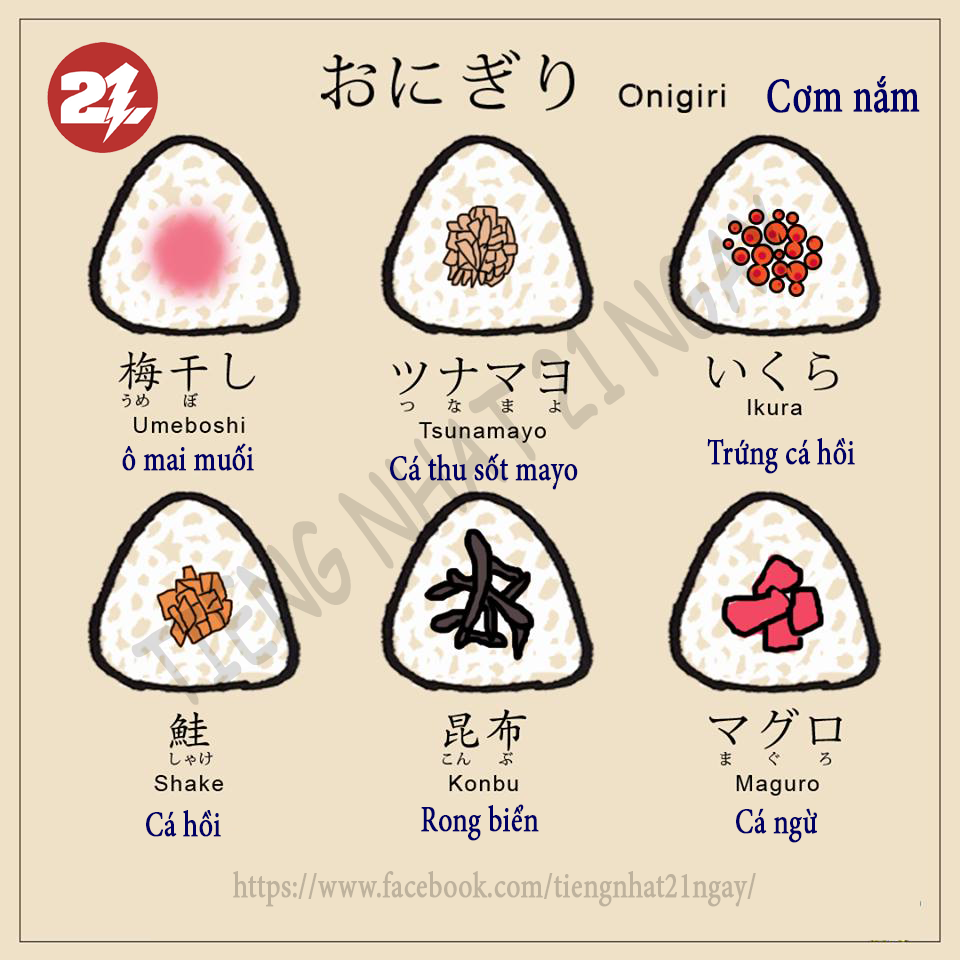 21
おにぎり Onigiri Cơm nắm
梅干し
うめ ぼ
Umeboshi
ô mai muối
ツナマヨ
つ な ま よ
Tsunamayo
Cá thu sốt mayo
いくら
Ikura
Trứng cá hồi
鮭
しゃけ
Shake
Cá hồi
昆布
こん ぶ
Konbu
Rong biển
マグロ
ま ぐ ろ
Maguro
Cá ngừ
TIENG NHAT 21 NGAY
https://www.facebook.com/tiengnhat21ngay/